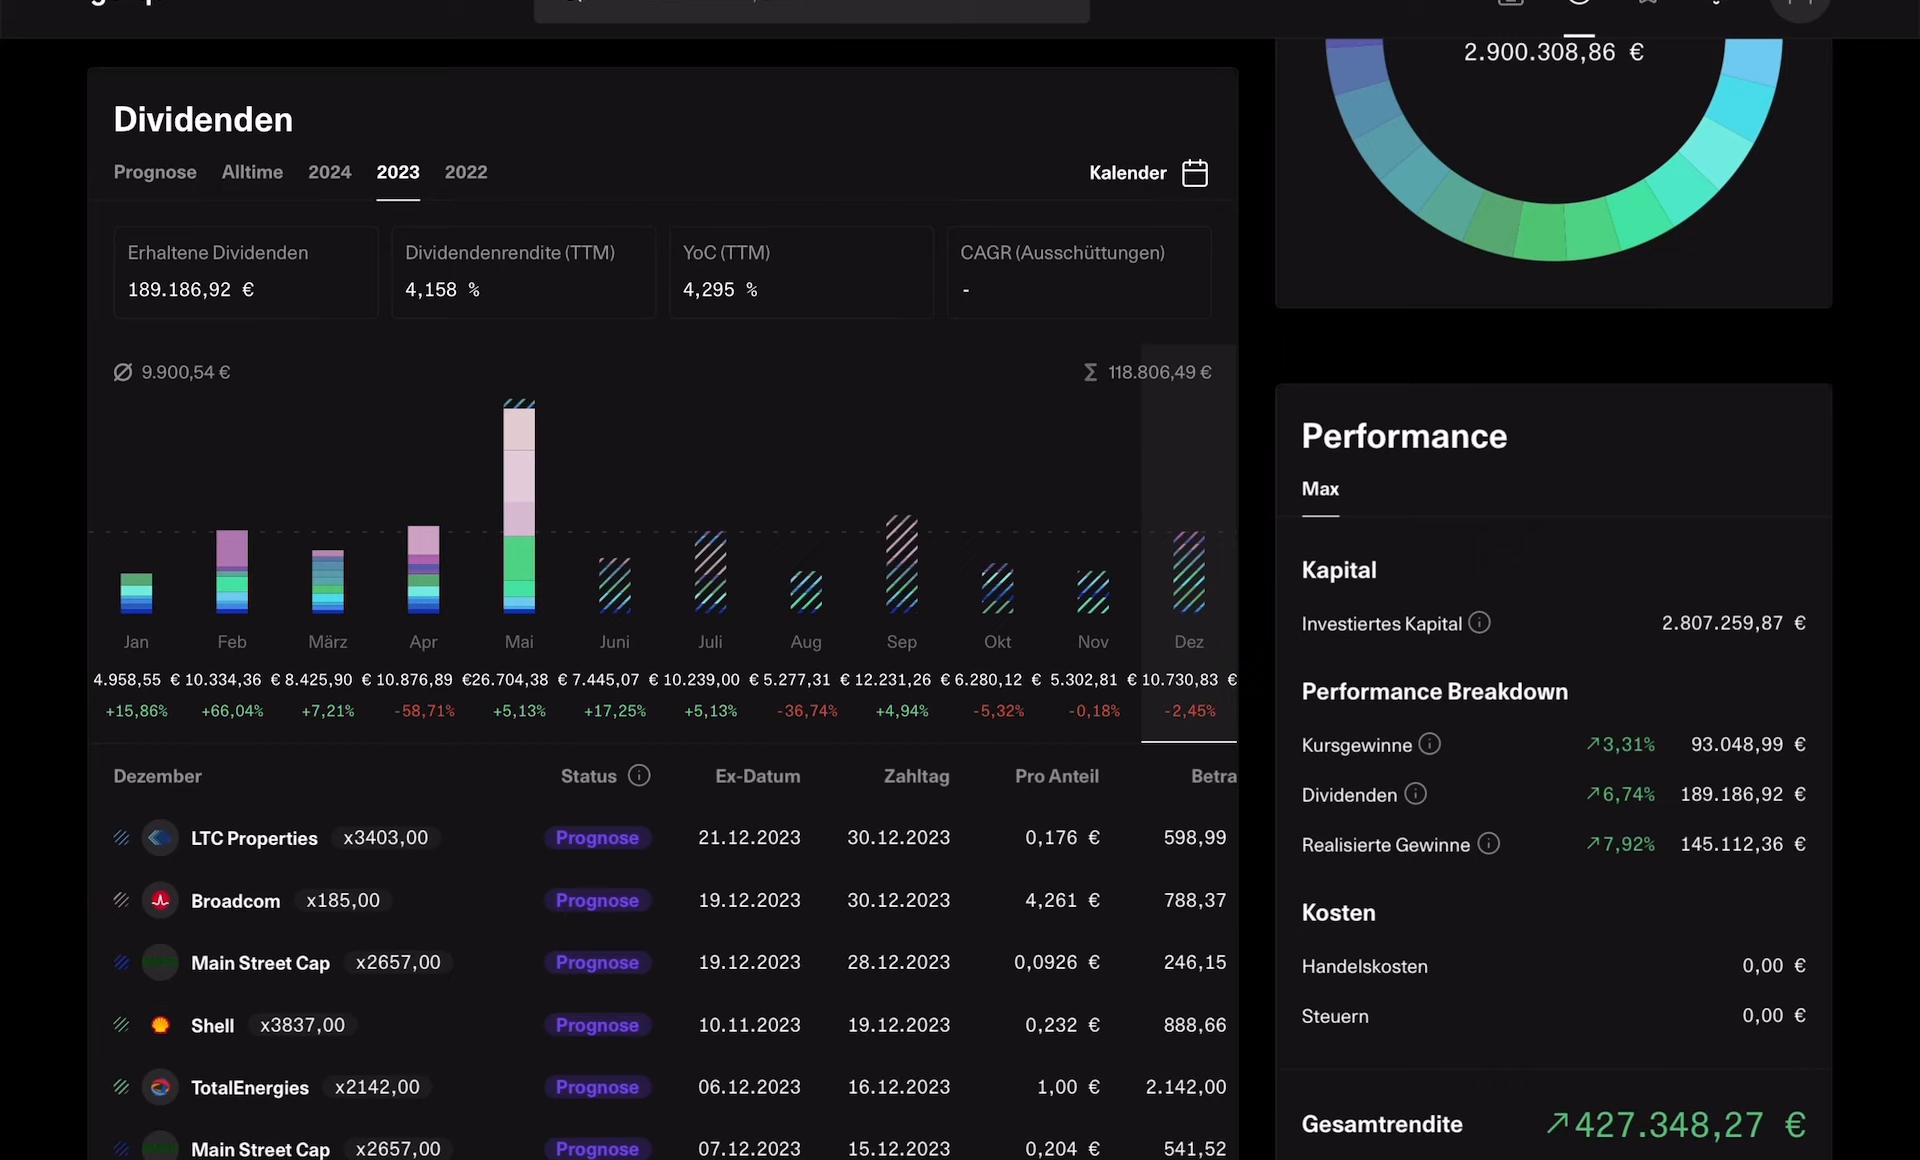 2.900.308,86 €
Dividenden
Prognose Alltime 2024 2023 2022 Kalender
Erhaltene Dividenden Dividendenrendite (TTM) YoC (TTM) CAGR (Ausschüttungen)
189.186,92 € 4,158 % 4,295 % -
Ø 9.900,54 € Σ 118.806,49 €
Jan Feb März Apr Mai Juni Juli Aug Sep Okt Nov Dez
4.958,55 € 10.334,36 € 8.425,90 € 10.876,89 € 26.704,38 € 7.445,07 € 10.239,00 € 5.277,31 € 12.231,26 € 6.280,12 € 5.302,81 € 10.730,83 €
+15,86% +66,04% +7,21% -58,71% +5,13% +17,25% +5,13% -36,74% +4,94% -5,32% -0,18% -2,45%
Dezember Status Ex-Datum Zahltag Pro Anteil Betra
LTC Properties x3403,00 Prognose 21.12.2023 30.12.2023 0,176 € 598,99
Broadcom x185,00 Prognose 19.12.2023 30.12.2023 4,261 € 788,37
Main Street Cap x2657,00 Prognose 19.12.2023 28.12.2023 0,0926 € 246,15
Shell x3837,00 Prognose 10.11.2023 19.12.2023 0,232 € 888,66
TotalEnergies x2142,00 Prognose 06.12.2023 16.12.2023 1,00 € 2.142,00
Main Street Cap x2657,00 Prognose 07.12.2023 15.12.2023 0,204 € 541,52
Performance
Max
Kapital
Investiertes Kapital 2.807.259,87 €
Performance Breakdown
Kursgewinne ↗3,31% 93.048,99 €
Dividenden ↗6,74% 189.186,92 €
Realisierte Gewinne ↗7,92% 145.112,36 €
Kosten
Handelskosten 0,00 €
Steuern 0,00 €
Gesamtrendite ↗427.348,27 €